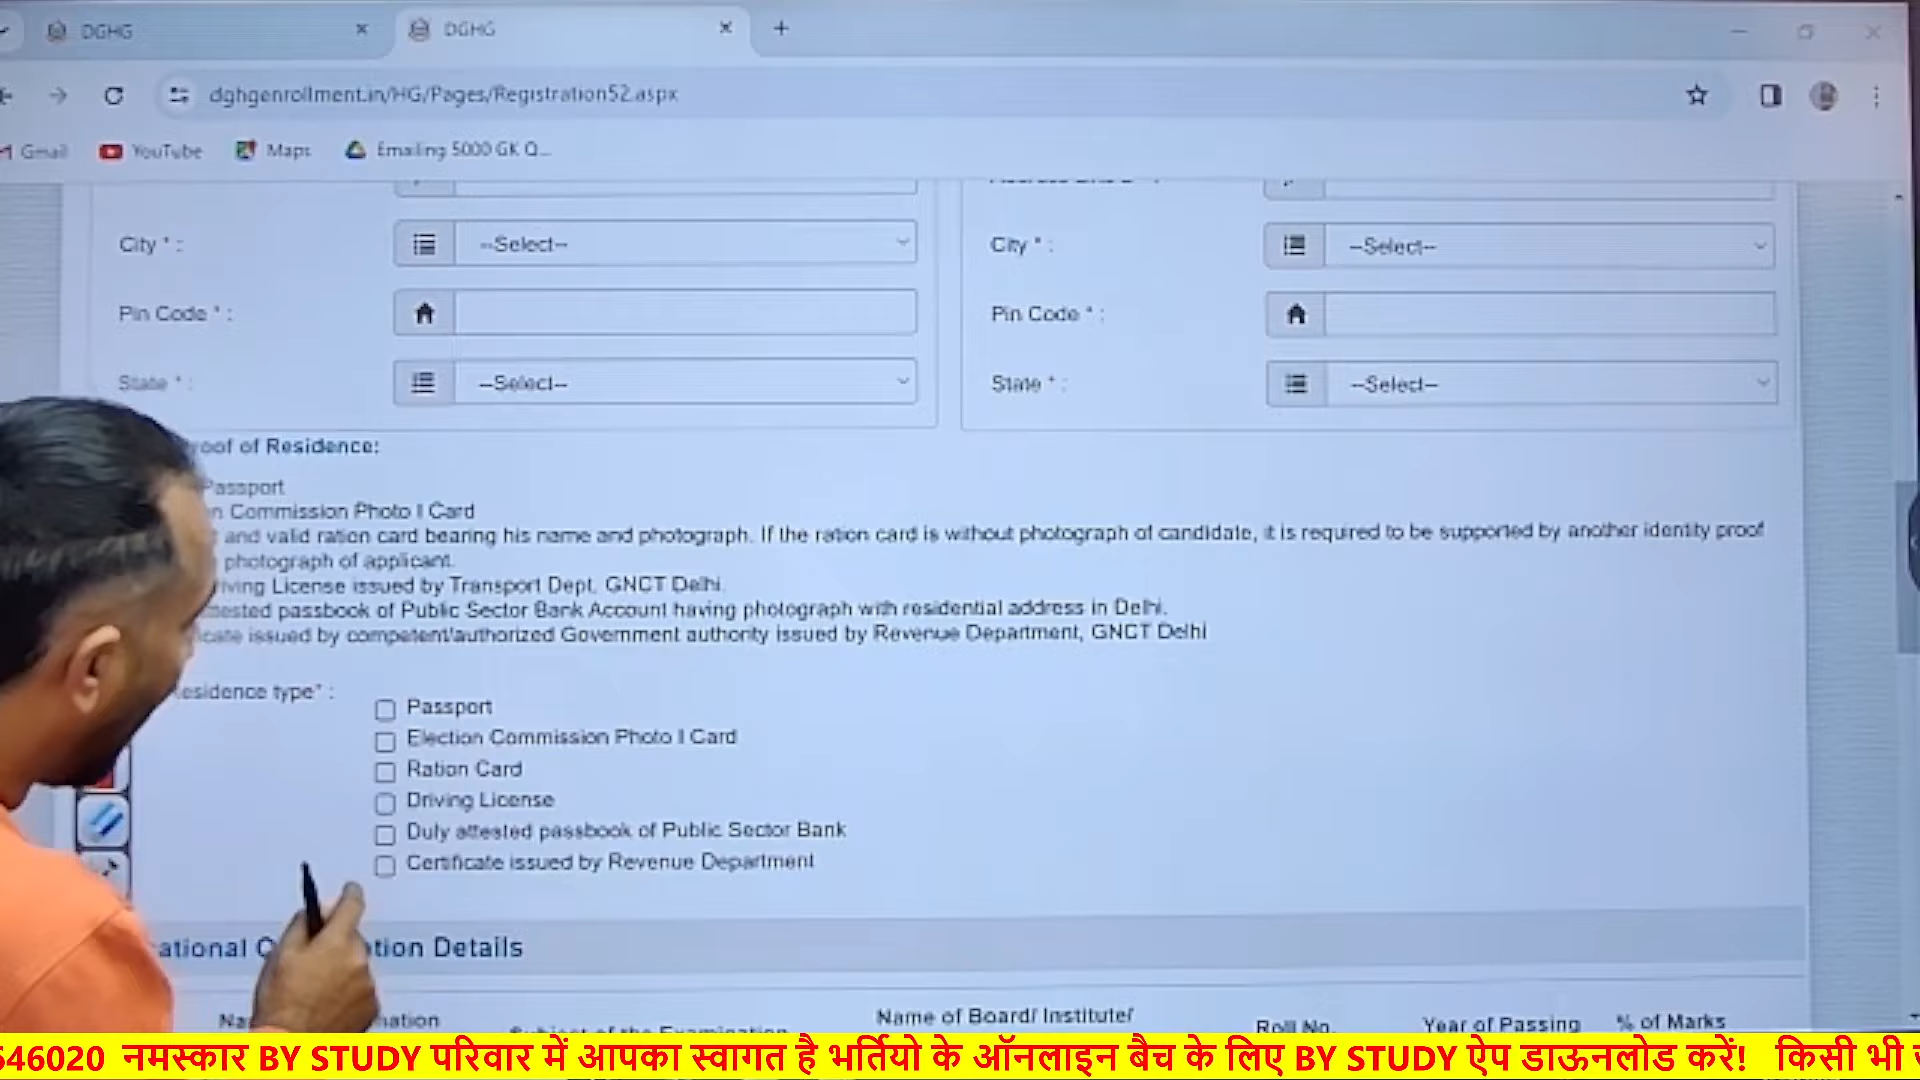 DGHG
DGHG
dghgenrollment.in/HG/Pages/Registration52.aspx
Gmail YouTube Maps Emailing 5000 GK Q...
City * : --Select-- City * : --Select--
Pin Code * : Pin Code * :
State * : --Select-- State * : --Select--
roof of Residence:
Passport
n Commission Photo I Card
and valid ration card bearing his name and photograph. If the ration card is without photograph of candidate, it is required to be supported by another identity proof
photograph of applicant.
riving License issued by Transport Dept. GNCT Delhi.
tested passbook of Public Sector Bank Account having photograph with residential address in Delhi.
icate issued by competent/authorized Government authority issued by Revenue Department, GNCT Delhi
esidence type* :
Passport
Election Commission Photo I Card
Ration Card
Driving License
Duly attested passbook of Public Sector Bank
Certificate issued by Revenue Department
ational tion Details
Name of Board/ Institute/
Subject of the Examination Roll No. Year of Passing % of Marks
546020 नमस्कार BY STUDY परिवार में आपका स्वागत है भर्तियो के ऑनलाइन बैच के लिए BY STUDY ऐप डाऊनलोड करें! किसी भी